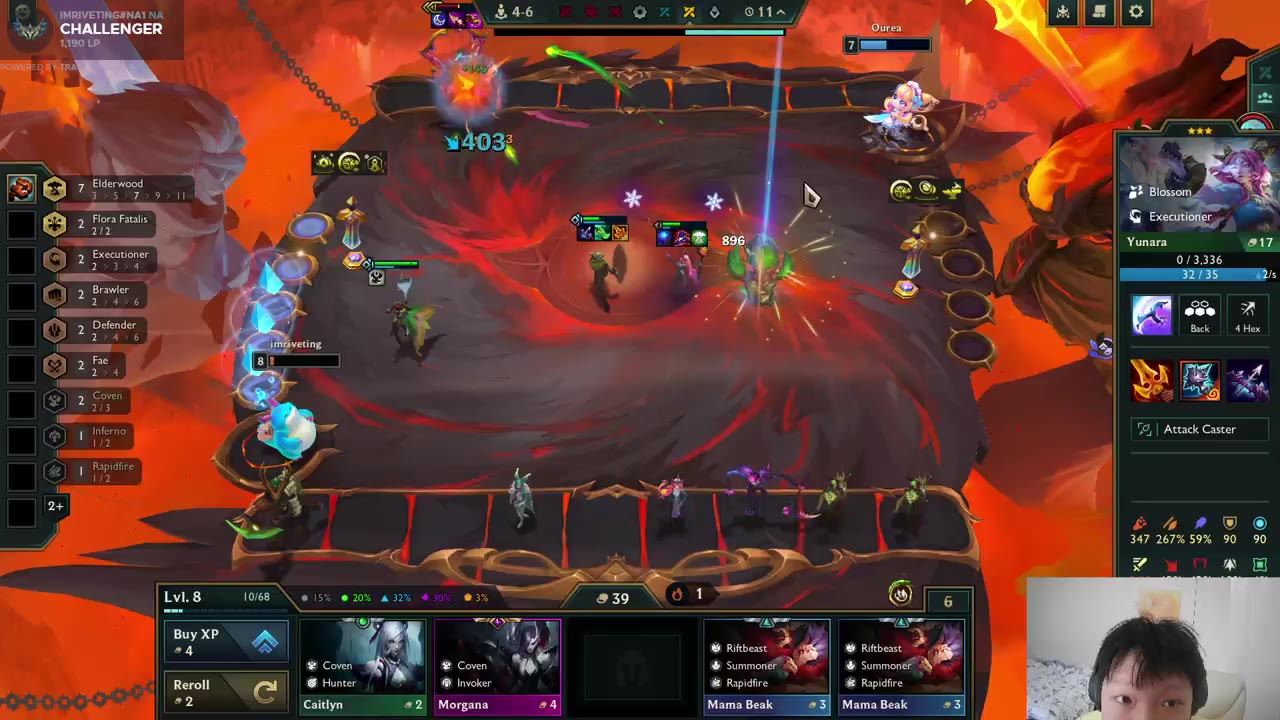 IMRIVETING#NA1 NA
CHALLENGER
1,190 LP
POWERED BY TRA
4-6
11
Ourea
7
+146
403
3
896
7 Elderwood
3 > 5 > 7 > 9 > 11
2 Flora Fatalis
2 / 2
2 Executioner
2 > 3 > 4
2 Brawler
2 > 4 > 6
2 Defender
2 > 4 > 6
2 Fae
2 > 4
2 Coven
2 / 3
1 Inferno
1 / 2
1 Rapidfire
1 / 2
2+
imriveting
8
Blossom
Executioner
Yunara 17
0 / 3,336
32 / 35 2/s
Back
4 Hex
Attack Caster
347 267% 59% 90 90
Lvl. 8 10/68
15% 20% 32% 30% 3%
39
1
6
Buy XP
4
Reroll
2
Coven
Hunter
Caitlyn 2
Coven
Invoker
Morgana 4
Riftbeast
Summoner
Rapidfire
Mama Beak 3
Riftbeast
Summoner
Rapidfire
Mama Beak 3